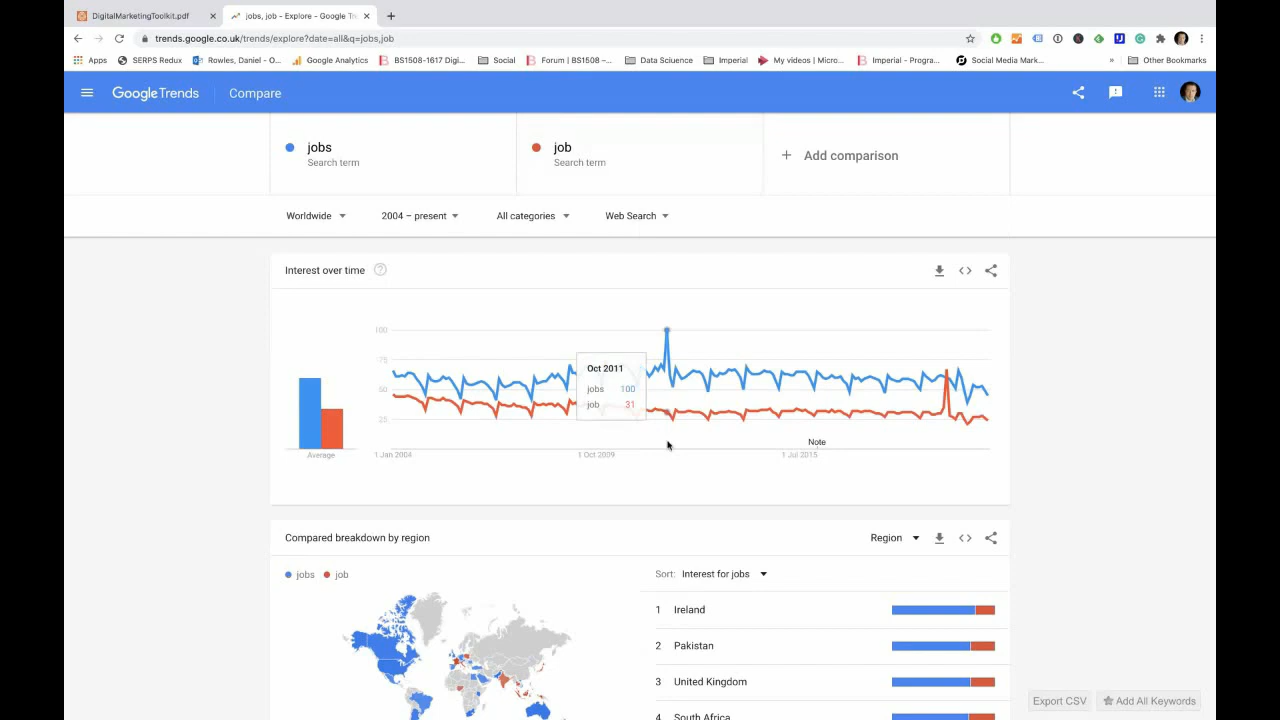 DigitalMarketingToolkit.pdf
jobs, job - Explore - Google Tre
trends.google.co.uk/trends/explore?date=all&q=jobs,job
Apps SERPS Redux Rowles, Daniel - O... Google Analytics BS1508-1617 Digi... Social Forum | BS1508 –... Data Sciuence Imperial My videos | Micro... Imperial - Progra... Social Media Mark... » Other Bookmarks
Google Trends Compare
jobs
Search term
job
Search term
+ Add comparison
Worldwide 2004 – present All categories Web Search
Interest over time
100
75
50
25
Oct 2011
jobs 100
job 31
Note
Average
1 Jan 2004 1 Oct 2009 1 Jul 2015
Compared breakdown by region
Region
jobs job
Sort: Interest for jobs
1 Ireland
2 Pakistan
3 United Kingdom
4 South Africa
Export CSV Add All Keywords